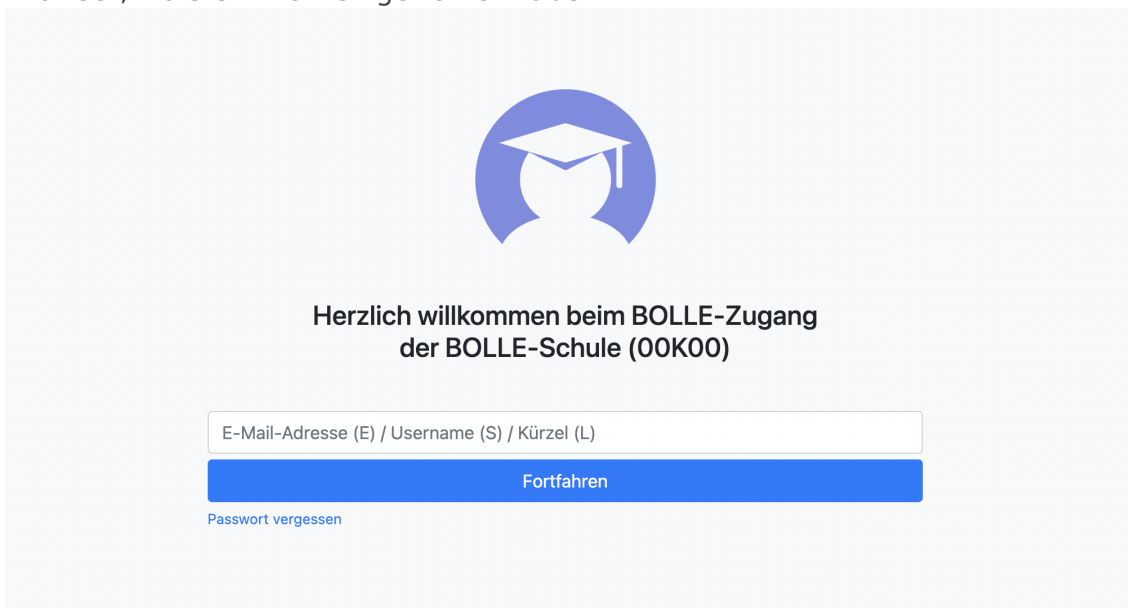 Herzlich willkommen beim BOLLE-Zugang
der BOLLE-Schule (00K00)
E-Mail-Adresse (E) / Username (S) / Kürzel (L)
Fortfahren
Passwort vergessen